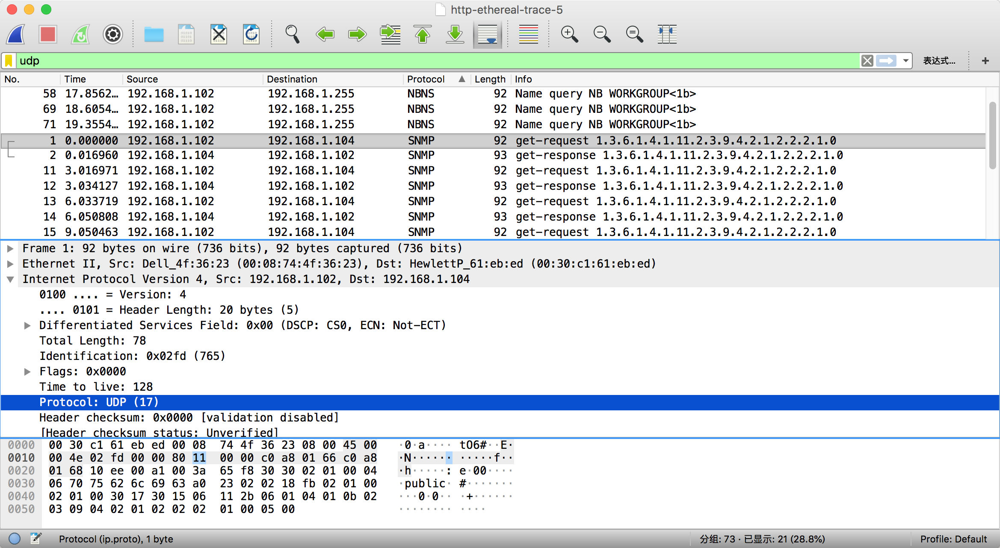 http-ethereal-trace-5
udp 表达式… +
No. Time Source Destination Protocol Length Info
58 17.8562… 192.168.1.102 192.168.1.255 NBNS 92 Name query NB WORKGROUP<1b>
69 18.6054… 192.168.1.102 192.168.1.255 NBNS 92 Name query NB WORKGROUP<1b>
71 19.3554… 192.168.1.102 192.168.1.255 NBNS 92 Name query NB WORKGROUP<1b>
1 0.000000 192.168.1.102 192.168.1.104 SNMP 92 get-request 1.3.6.1.4.1.11.2.3.9.4.2.1.2.2.2.1.0
2 0.016960 192.168.1.104 192.168.1.102 SNMP 93 get-response 1.3.6.1.4.1.11.2.3.9.4.2.1.2.2.2.1.0
11 3.016971 192.168.1.102 192.168.1.104 SNMP 92 get-request 1.3.6.1.4.1.11.2.3.9.4.2.1.2.2.2.1.0
12 3.034127 192.168.1.104 192.168.1.102 SNMP 93 get-response 1.3.6.1.4.1.11.2.3.9.4.2.1.2.2.2.1.0
13 6.033719 192.168.1.102 192.168.1.104 SNMP 92 get-request 1.3.6.1.4.1.11.2.3.9.4.2.1.2.2.2.1.0
14 6.050808 192.168.1.104 192.168.1.102 SNMP 93 get-response 1.3.6.1.4.1.11.2.3.9.4.2.1.2.2.2.1.0
15 9.050463 192.168.1.102 192.168.1.104 SNMP 92 get-request 1.3.6.1.4.1.11.2.3.9.4.2.1.2.2.2.1.0
Frame 1: 92 bytes on wire (736 bits), 92 bytes captured (736 bits)
Ethernet II, Src: Dell_4f:36:23 (00:08:74:4f:36:23), Dst: HewlettP_61:eb:ed (00:30:c1:61:eb:ed)
Internet Protocol Version 4, Src: 192.168.1.102, Dst: 192.168.1.104
0100 .... = Version: 4
.... 0101 = Header Length: 20 bytes (5)
Differentiated Services Field: 0x00 (DSCP: CS0, ECN: Not-ECT)
Total Length: 78
Identification: 0x02fd (765)
Flags: 0x0000
Time to live: 128
Protocol: UDP (17)
Header checksum: 0x0000 [validation disabled]
[Header checksum status: Unverified]
0000 00 30 c1 61 eb ed 00 08 74 4f 36 23 08 00 45 00 ·0·a···· tO6#··E·
0010 00 4e 02 fd 00 00 80 11 00 00 c0 a8 01 66 c0 a8 ·N······ ·····f··
0020 01 68 10 ee 00 a1 00 3a 65 f8 30 30 02 01 00 04 ·h·····: e·00····
0030 06 70 75 62 6c 69 63 a0 23 02 02 18 fb 02 01 00 ·public· #·······
0040 02 01 00 30 17 30 15 06 11 2b 06 01 04 01 0b 02 ···0·0·· ·+······
0050 03 09 04 02 01 02 02 02 01 00 05 00 ········ ····
Protocol (ip.proto), 1 byte 分组: 73 · 已显示: 21 (28.8%) Profile: Default